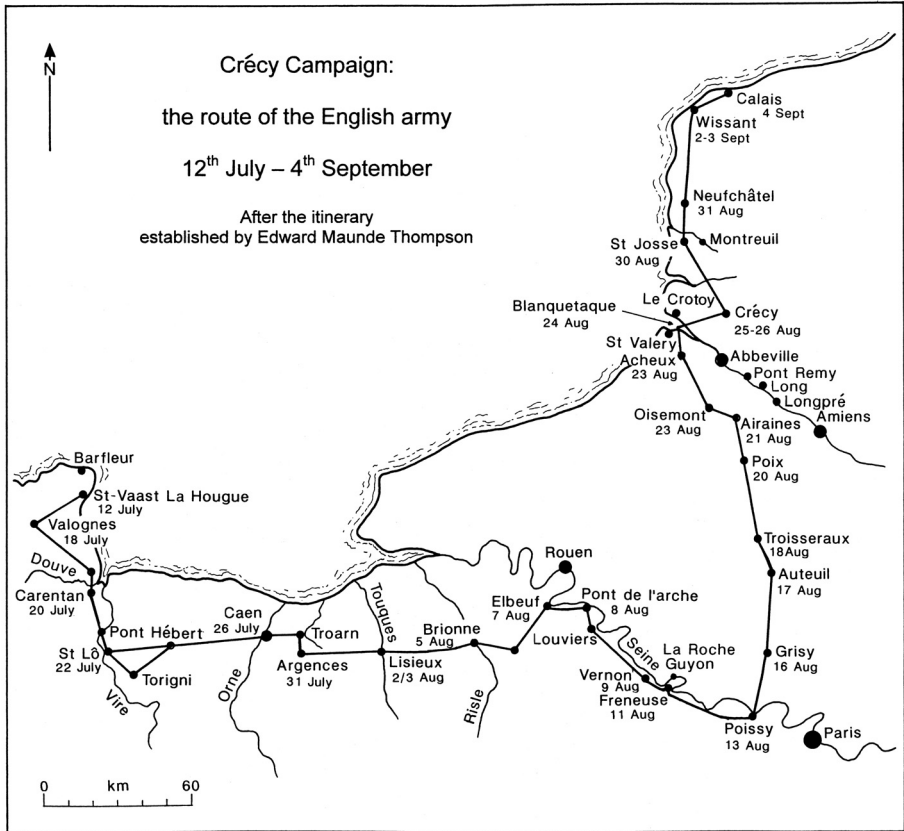 N
Crécy Campaign:
the route of the English army
12th July – 4th September
After the itinerary
established by Edward Maunde Thompson
Calais
4 Sept
Wissant
2-3 Sept
Neufchâtel
31 Aug
St Josse
30 Aug
Montreuil
Le Crotoy
Blanquetaque
24 Aug
Crécy
25-26 Aug
St Valery
Acheux
23 Aug
Abbeville
Pont Remy
Long
Longpré
Amiens
Oisemont
23 Aug
Airaines
21 Aug
Poix
20 Aug
Barfleur
St-Vaast La Hougue
12 July
Valognes
18 July
Douve
Carentan
20 July
Pont Hébert
St Lô
22 July
Torigni
Vire
Caen
26 July
Orne
Troarn
Argences
31 July
Touques
Lisieux
2/3 Aug
Brionne
5 Aug
Risle
Rouen
Elbeuf
7 Aug
Pont de l'arche
8 Aug
Louviers
Seine
La Roche
Guyon
Vernon
9 Aug
Freneuse
11 Aug
Troisseraux
18Aug
Auteuil
17 Aug
Grisy
16 Aug
Poissy
13 Aug
Paris
0 km 60